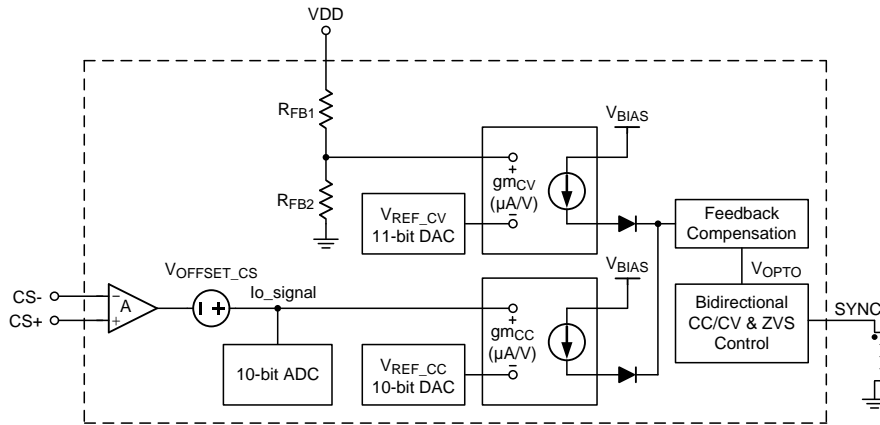 VDD
RFB1
RFB2
VREF_CV
11-bit DAC
+
gmCV
(µA/V)
−
VBIAS
Feedback
Compensation
VOPTO
Bidirectional
CC/CV & ZVS
Control
SYNC
CS-
CS+
−
A
+
VOFFSET_CS
+
Io_signal
10-bit ADC
VREF_CC
10-bit DAC
+
gmCC
(µA/V)
−
VBIAS